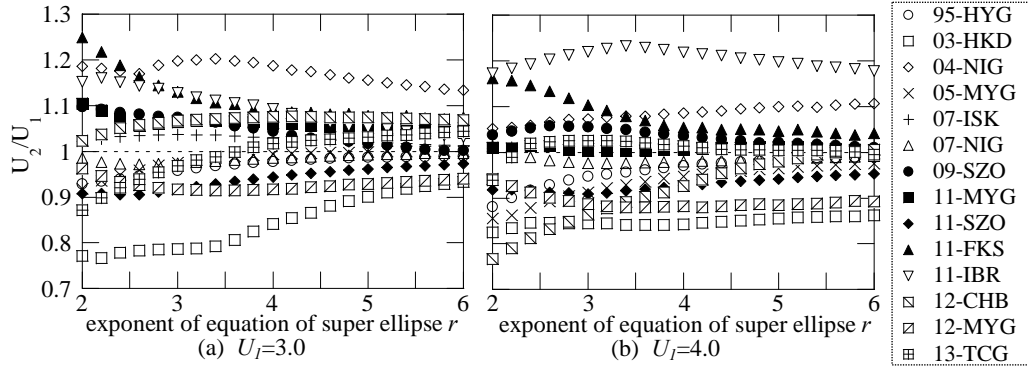 U2/U1
1.3
1.2
1.1
1
0.9
0.8
0.7
2 3 4 5 6
exponent of equation of super ellipse r
(a) U1=3.0
2 3 4 5 6
exponent of equation of super ellipse r
(b) U1=4.0
95-HYG
03-HKD
04-NIG
05-MYG
07-ISK
07-NIG
09-SZO
11-MYG
11-SZO
11-FKS
11-IBR
12-CHB
12-MYG
13-TCG